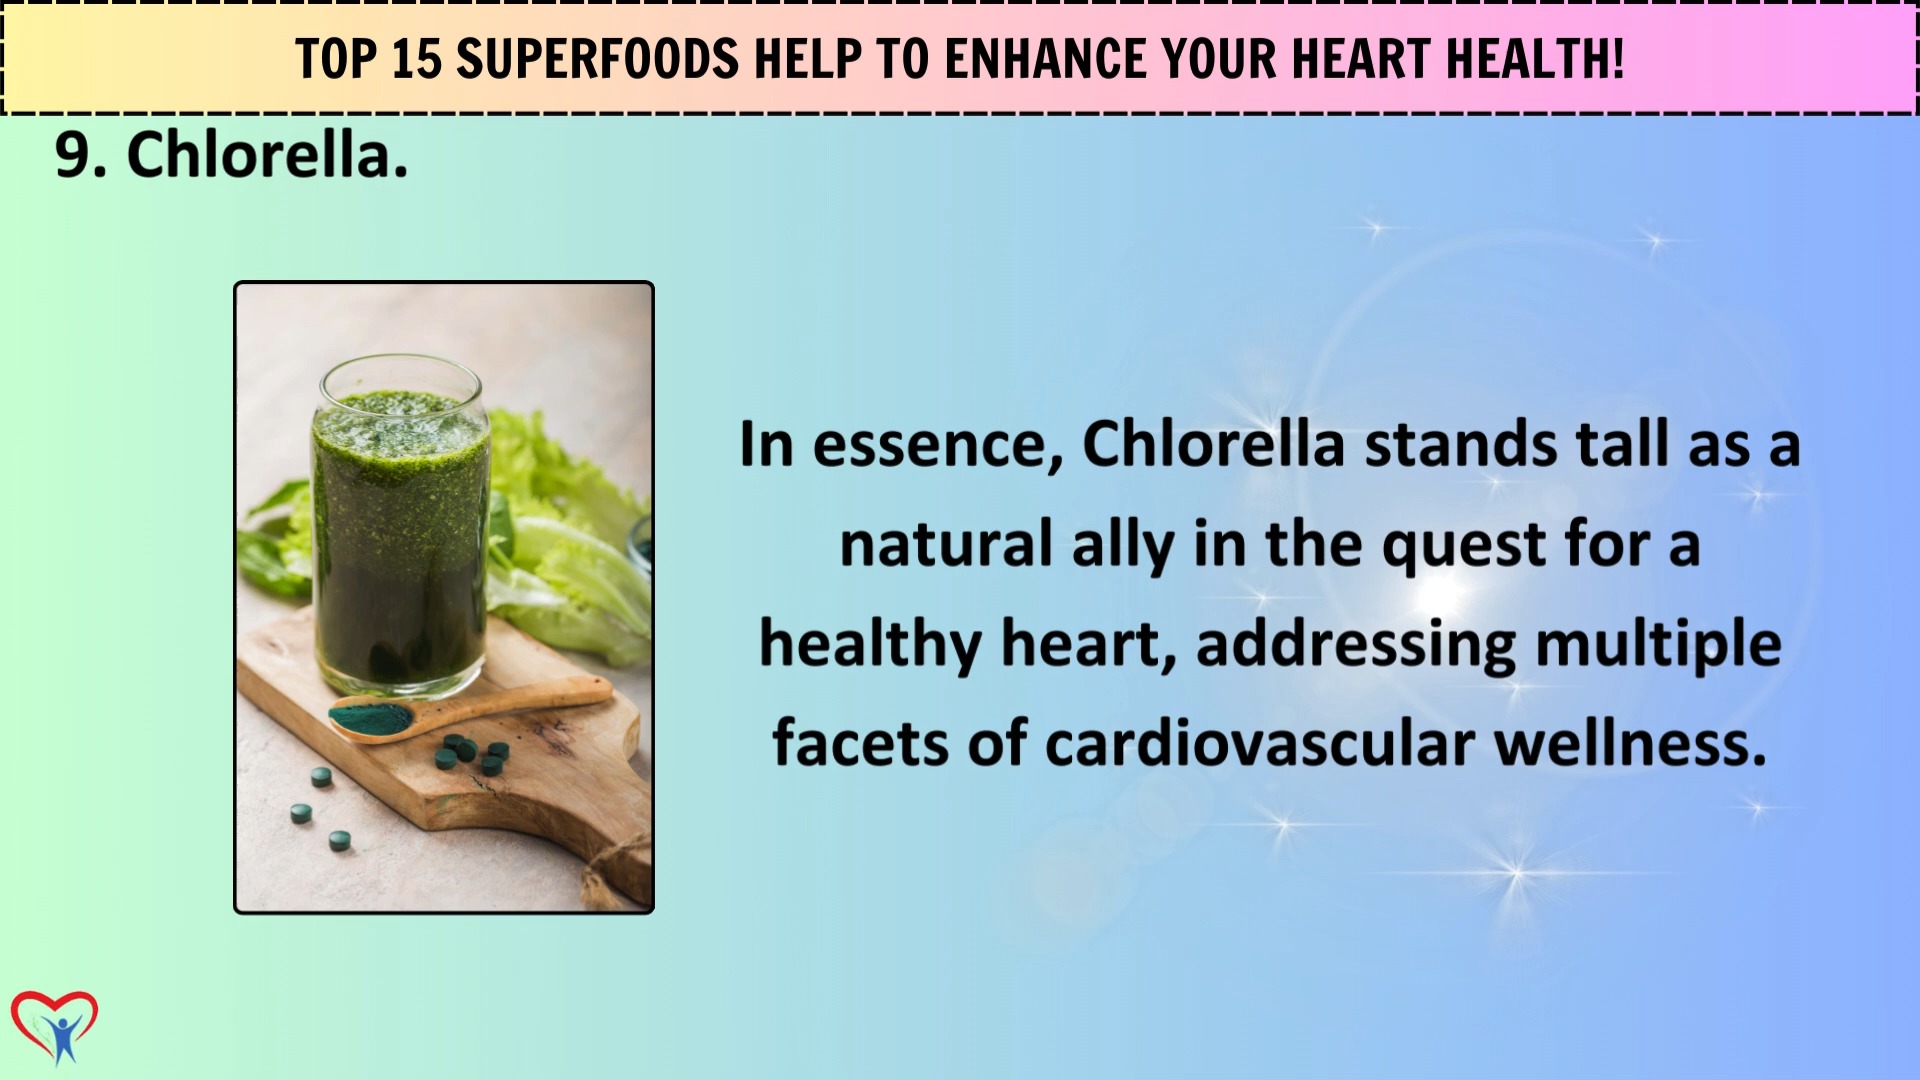 TOP 15 SUPERFOODS HELP TO ENHANCE YOUR HEART HEALTH!
9. Chlorella.
In essence, Chlorella stands tall as a
natural ally in the quest for a
healthy heart, addressing multiple
facets of cardiovascular wellness.